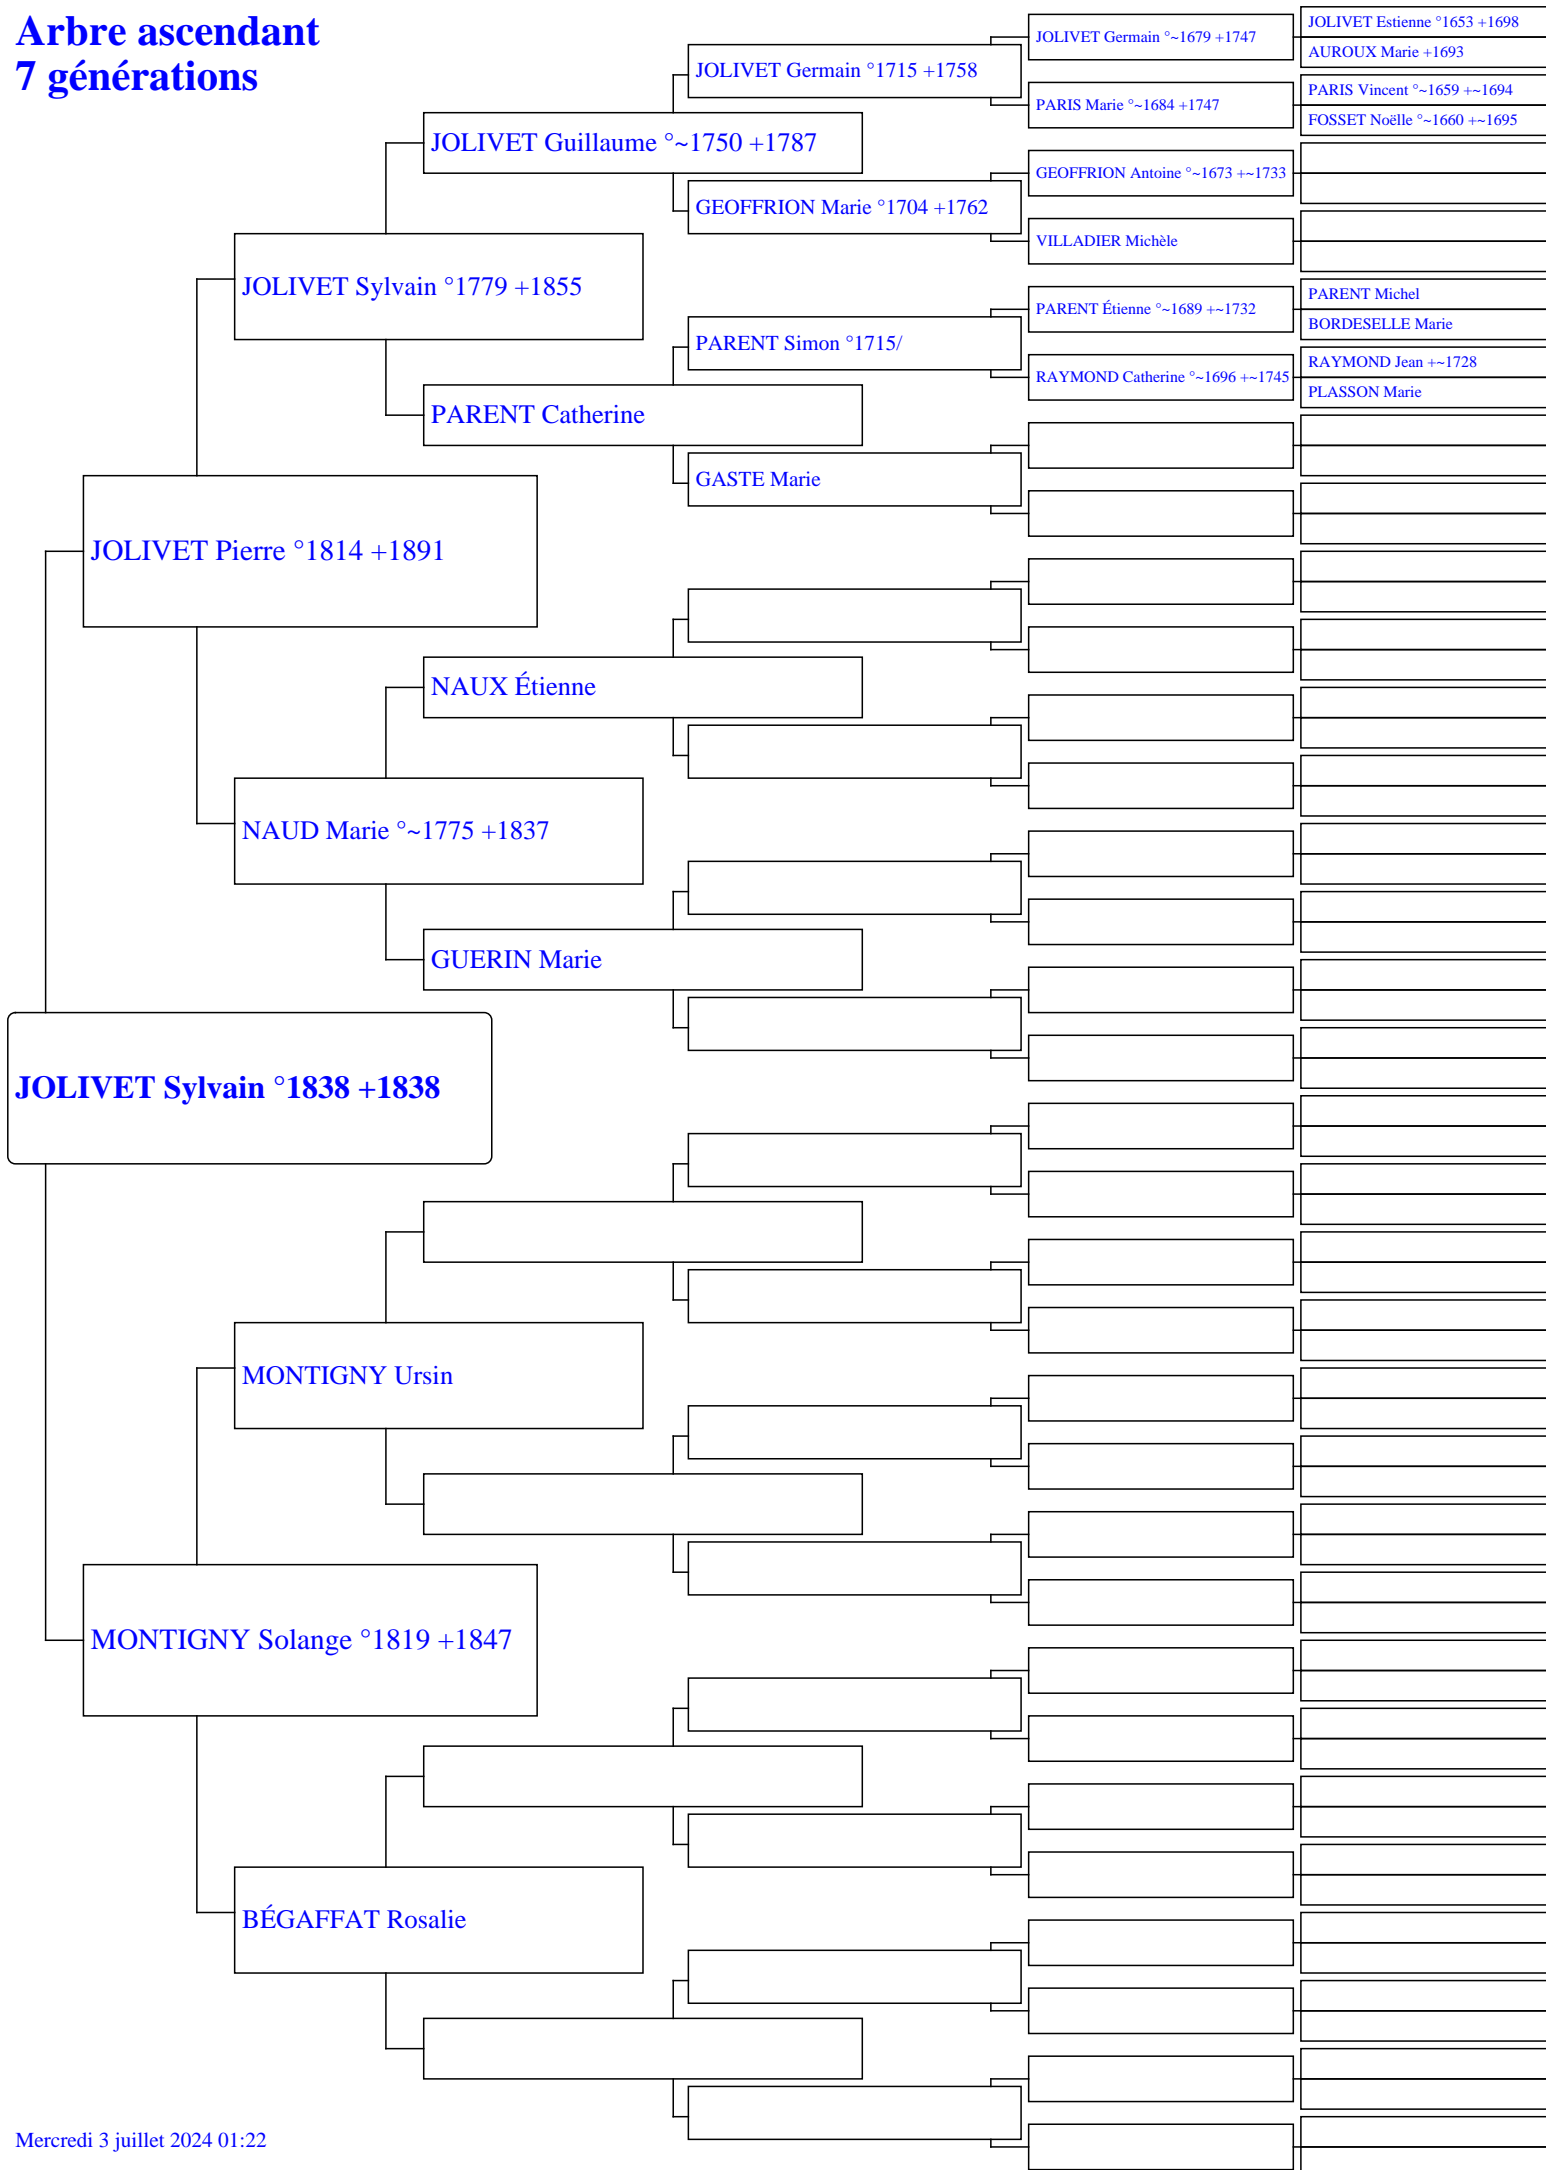 Arbre ascendant
7 générations
JOLIVET Estienne °1653 +1698
JOLIVET Germain °~1679 +1747
AUROUX Marie +1693
JOLIVET Germain °1715 +1758
PARIS Vincent °~1659 +~1694
PARIS Marie °~1684 +1747
FOSSET Noëlle °~1660 +~1695
JOLIVET Guillaume °~1750 +1787
GEOFFRION Antoine °~1673 +~1733
GEOFFRION Marie °1704 +1762
VILLADIER Michèle
JOLIVET Sylvain °1779 +1855
PARENT Michel
PARENT Étienne °~1689 +~1732
BORDESELLE Marie
PARENT Simon °1715/
RAYMOND Jean +~1728
RAYMOND Catherine °~1696 +~1745
PLASSON Marie
PARENT Catherine
GASTE Marie
JOLIVET Pierre °1814 +1891
NAUX Étienne
NAUD Marie °~1775 +1837
GUERIN Marie
JOLIVET Sylvain °1838 +1838
MONTIGNY Ursin
MONTIGNY Solange °1819 +1847
BÉGAFFAT Rosalie
Mercredi 3 juillet 2024 01:22